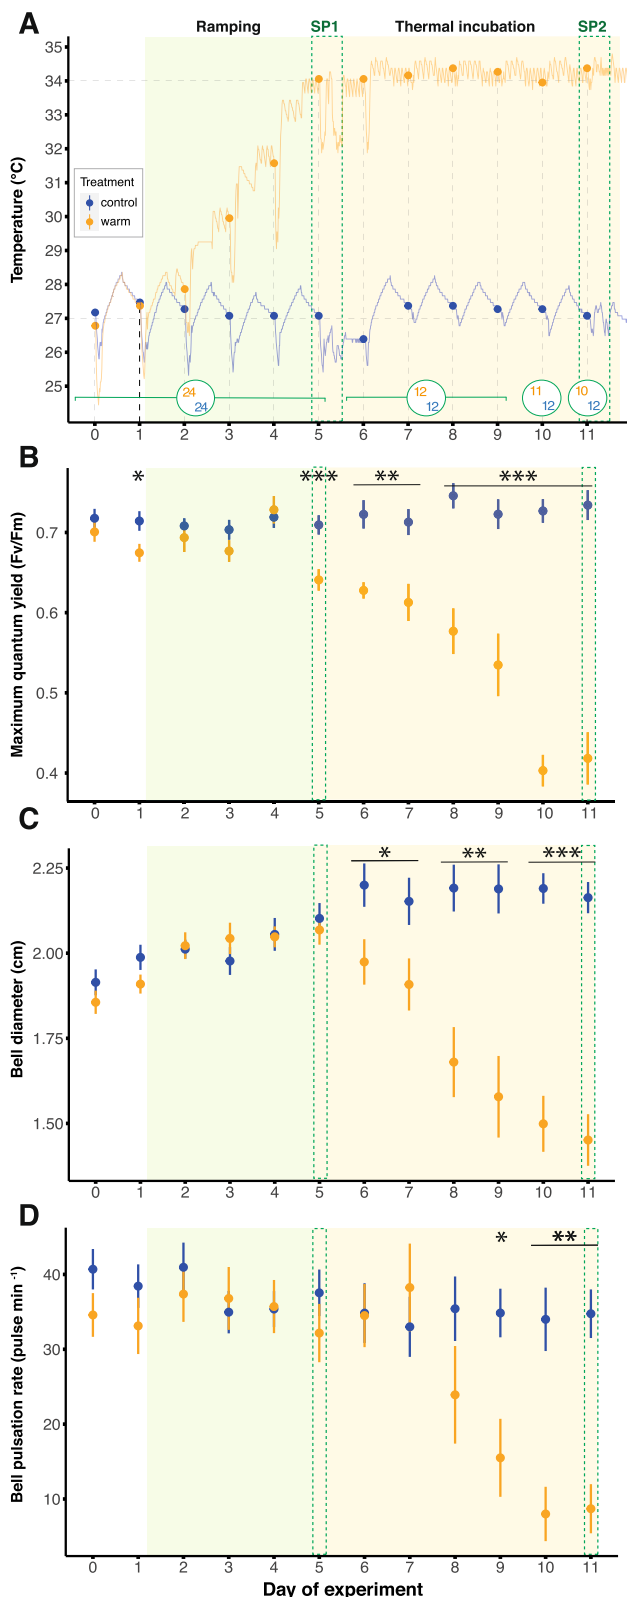 A
Ramping SP1 Thermal incubation SP2
35
34
33
32
31
30
29
28
27
26
25
Temperature (°C)
Treatment
control
warm
24
24
12
12
11
12
10
12
0 1 2 3 4 5 6 7 8 9 10 11
B
* *** ** ***
0.7
0.6
0.5
0.4
Maximum quantum yield (Fv/Fm)
0 1 2 3 4 5 6 7 8 9 10 11
C
* ** ***
2.25
2.00
1.75
1.50
Bell diameter (cm)
0 1 2 3 4 5 6 7 8 9 10 11
D
* **
40
30
20
10
Bell pulsation rate (pulse min -1)
0 1 2 3 4 5 6 7 8 9 10 11
Day of experiment